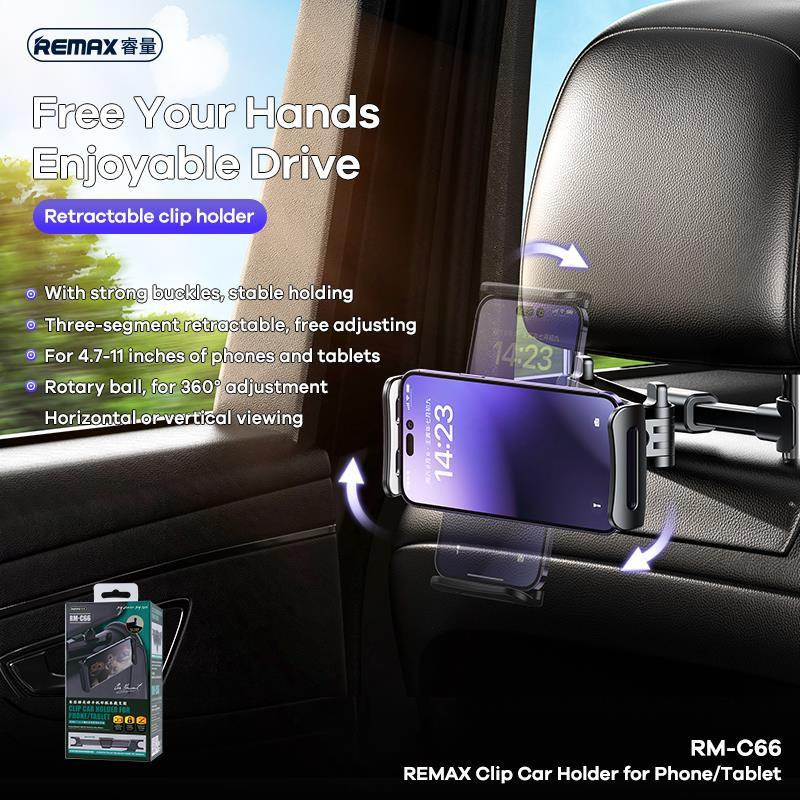 REMAX 睿量
Free Your Hands
Enjoyable Drive
Retractable clip holder
With strong buckles, stable holding
Three-segment retractable, free adjusting
For 4.7-11 inches of phones and tablets
Rotary ball, for 360° adjustment
Horizontal or vertical viewing
14:23
14:23
RM-C66
CLIP CAR HOLDER FOR
PHONE/TABLET
RM-C66
REMAX Clip Car Holder for Phone/Tablet